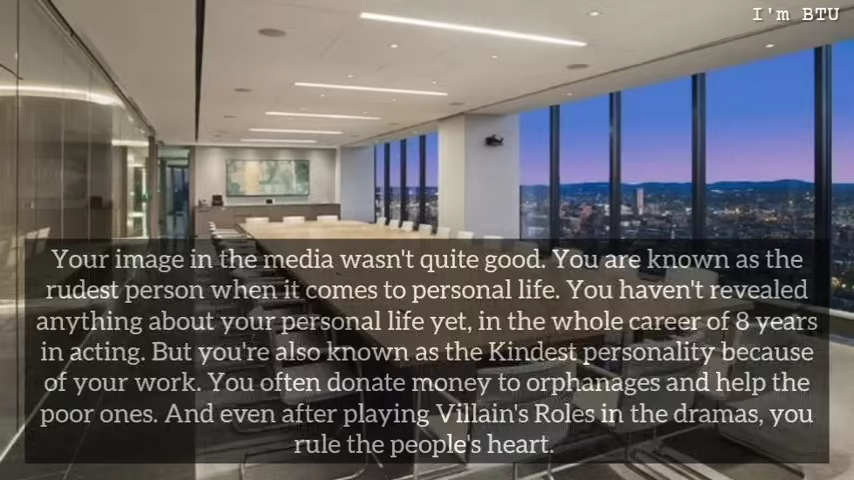 I'm BTU
Your image in the media wasn't quite good. You are known as the
rudest person when it comes to personal life. You haven't revealed
anything about your personal life yet, in the whole career of 8 years
in acting. But you're also known as the Kindest personality because
of your work. You often donate money to orphanages and help the
poor ones. And even after playing Villain's Roles in the dramas, you
rule the people's heart.